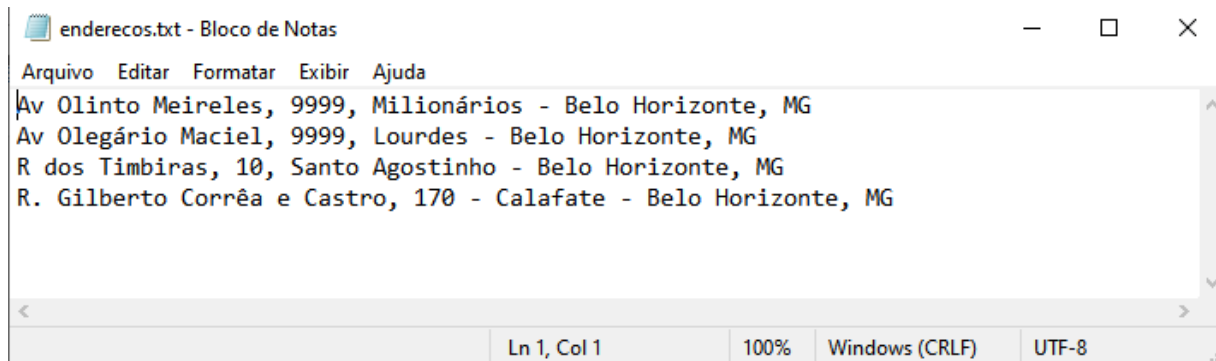 enderecos.txt - Bloco de Notas
Arquivo Editar Formatar Exibir Ajuda
Av Olinto Meireles, 9999, Milionários - Belo Horizonte, MG
Av Olegário Maciel, 9999, Lourdes - Belo Horizonte, MG
R dos Timbiras, 10, Santo Agostinho - Belo Horizonte, MG
R. Gilberto Corrêa e Castro, 170 - Calafate - Belo Horizonte, MG
Ln 1, Col 1 100% Windows (CRLF) UTF-8